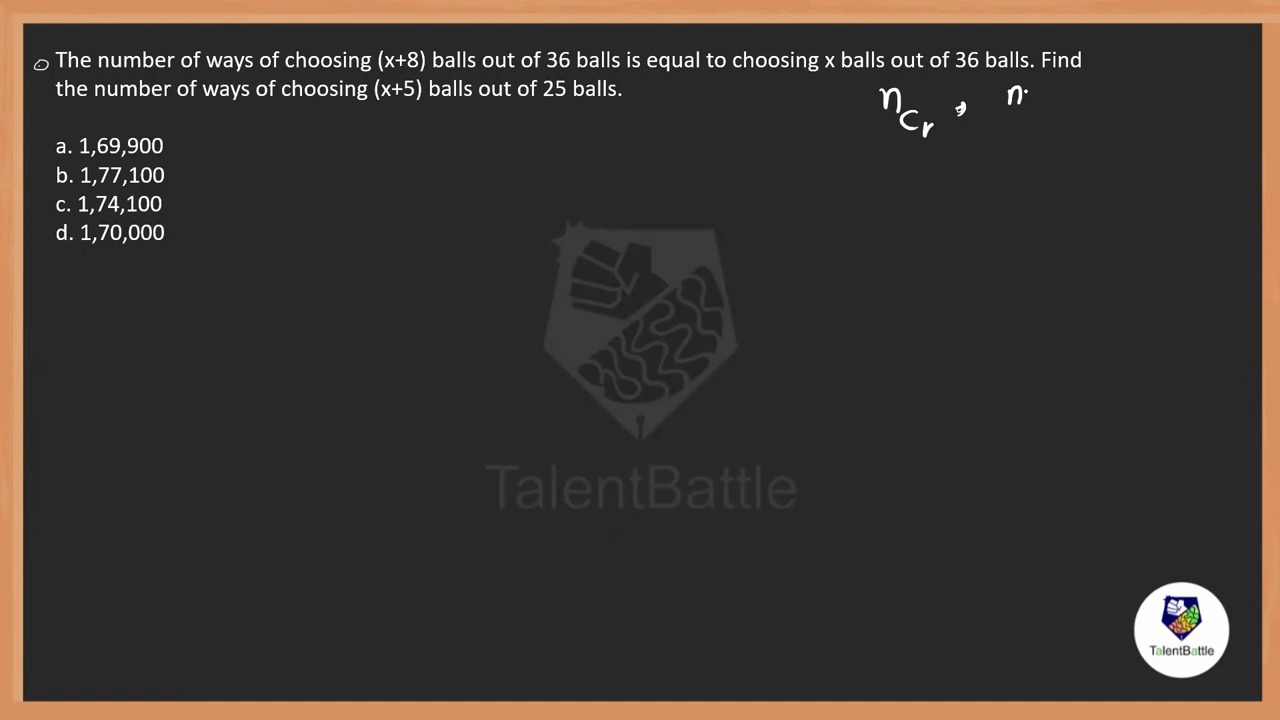 The number of ways of choosing (x+8) balls out of 36 balls is equal to choosing x balls out of 36 balls. Find
the number of ways of choosing (x+5) balls out of 25 balls.
n
Cr , n
a. 1,69,900
b. 1,77,100
c. 1,74,100
d. 1,70,000
TalentBattle
TalentBattle